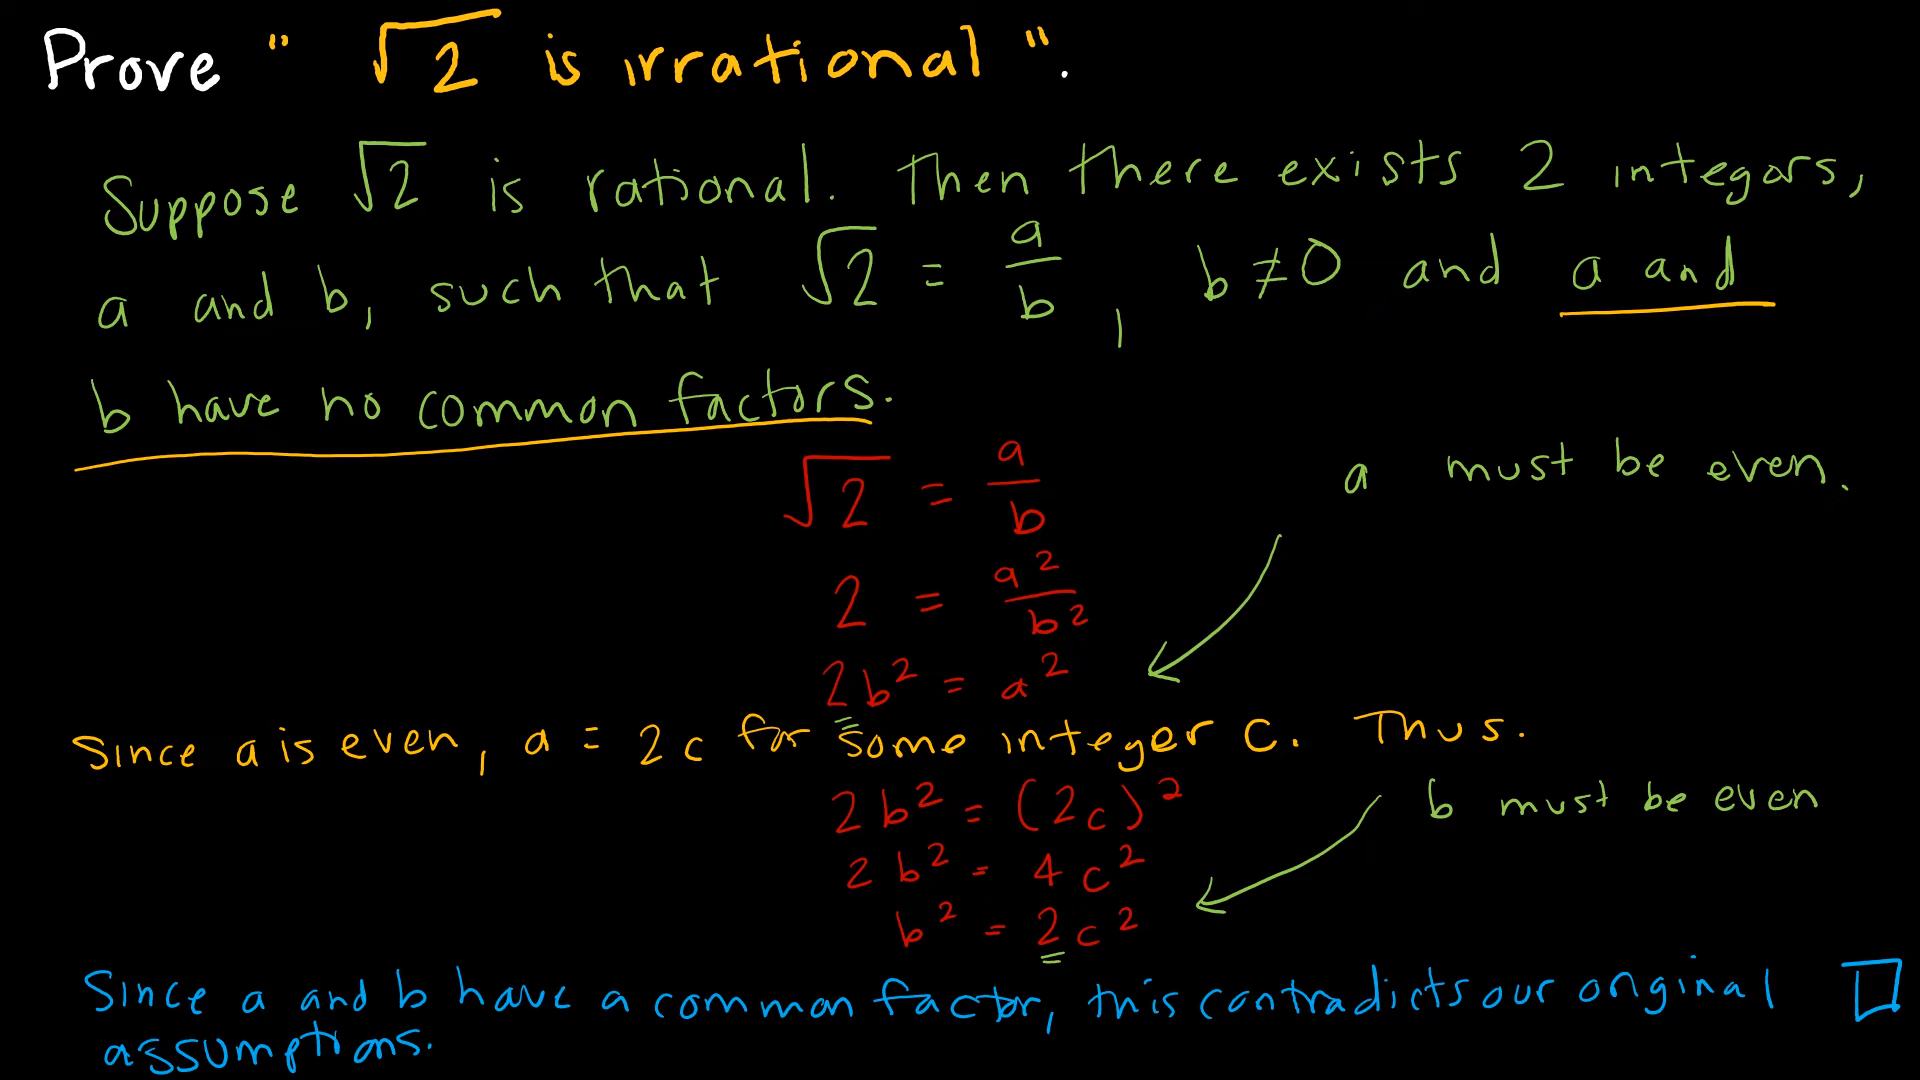 Prove "√2 is irrational".
Suppose √2 is rational. Then there exists 2 integars,
a and b, such that √2 = a/b, b≠0 and a and
b have no common factors.
√2 = a/b
a must be even.
2 = a²/b²
2b² = a²
Since a is even, a = 2c for some integer c. Thus.
2b² = (2c)²
b must be even
2b² = 4c²
b² = 2c²
Since a and b have a common factor, this contradicts our original □
assumptions.